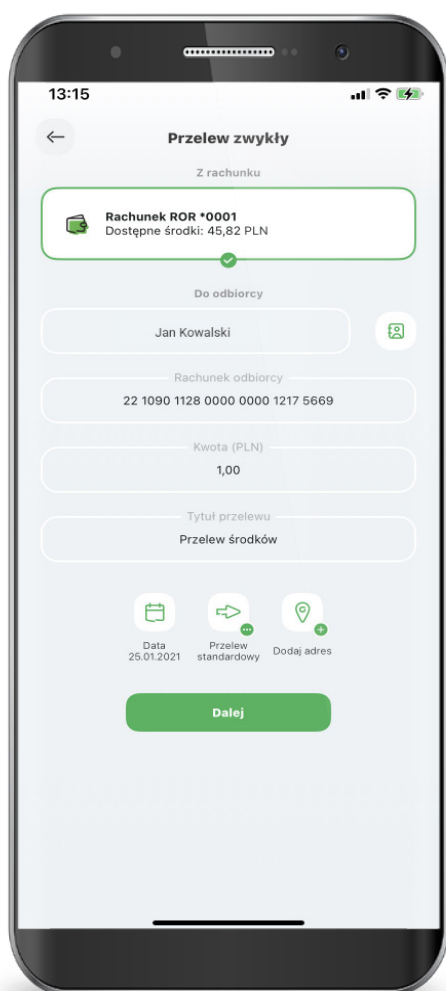 13:15
Przelew zwykły
Z rachunku
Rachunek ROR *0001
Dostępne środki: 45,82 PLN
Do odbiorcy
Jan Kowalski
Rachunek odbiorcy
22 1090 1128 0000 0000 1217 5669
Kwota (PLN)
1,00
Tytuł przelewu
Przelew środków
Data
25.01.2021
Przelew
standardowy
Dodaj adres
Dalej